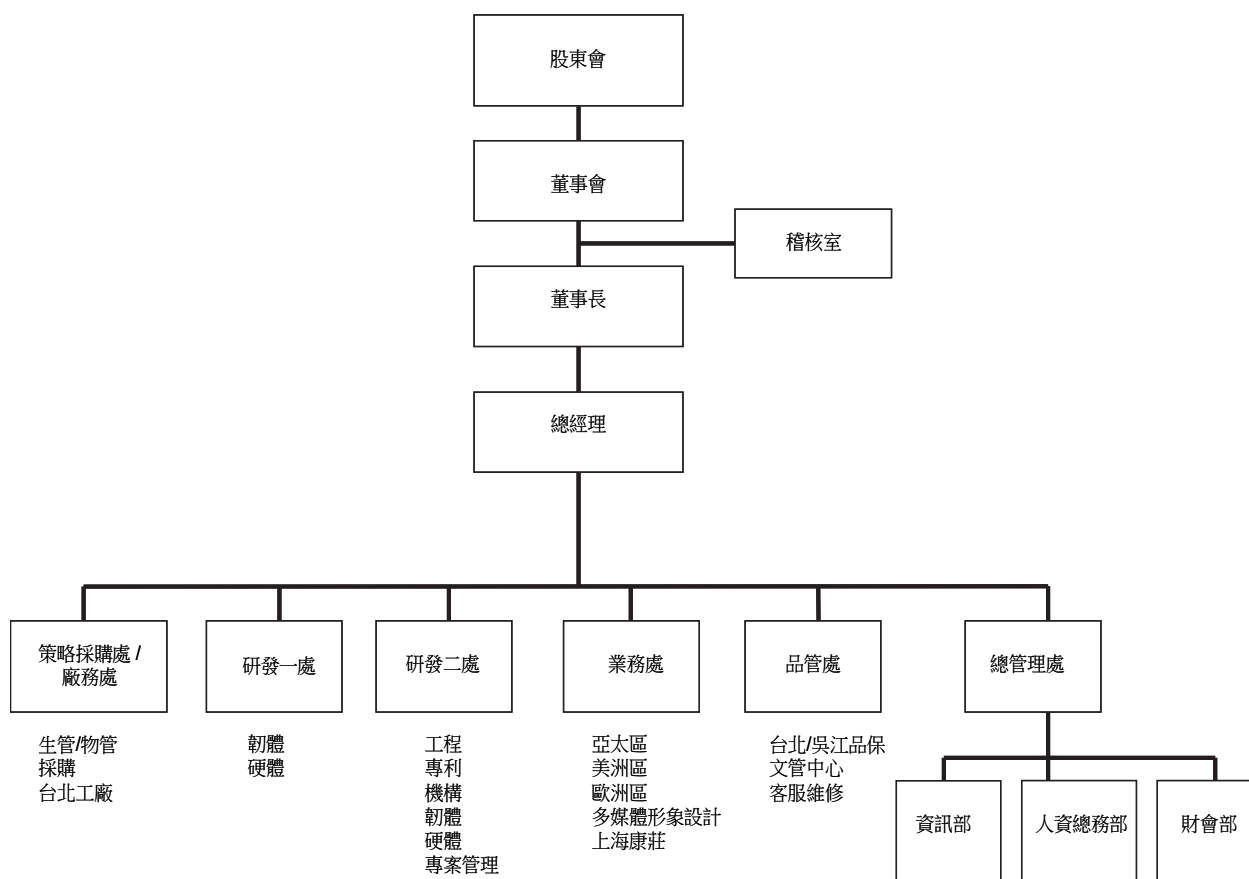 股東會
董事會
稽核室
董事長
總經理
策略採購處 /
廠務處
研發一處
研發二處
業務處
品管處
總管理處
生管/物管
採購
台北工廠
韌體
硬體
工程
專利
機構
韌體
硬體
專案管理
亞太區
美洲區
歐洲區
多媒體形象設計
上海康莊
台北/吳江品保
文管中心
客服維修
資訊部
人資總務部
財會部